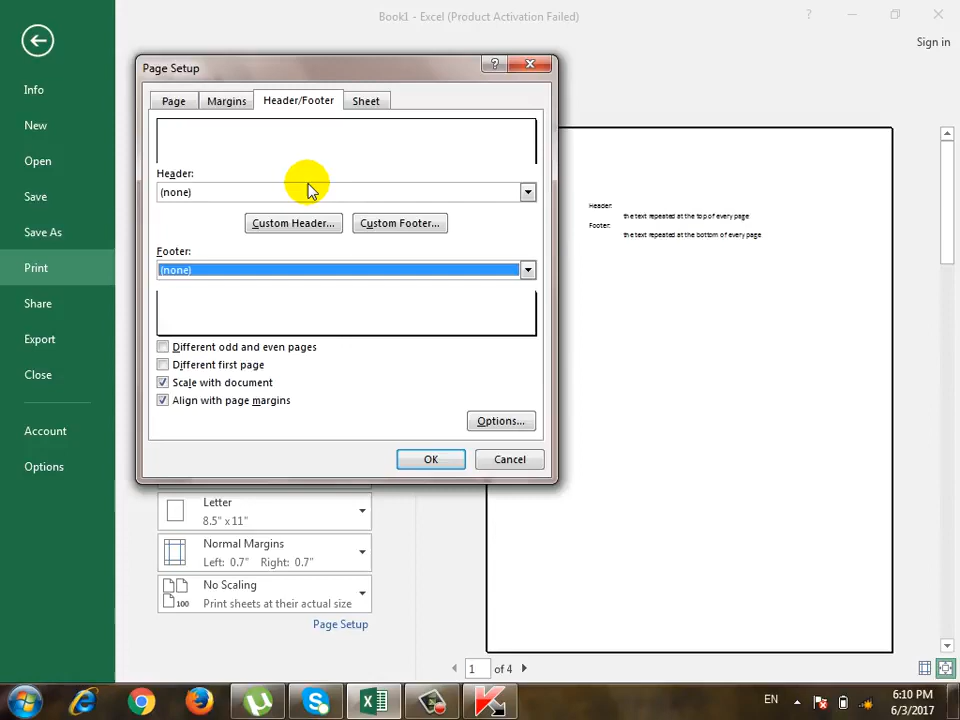 Book1 - Excel (Product Activation Failed)
?
Sign in
Info
New
Open
Save
Save As
Print
Share
Export
Close
Account
Options
Page Setup
?
Page
Margins
Header/Footer
Sheet
Header:
(none)
Custom Header...
Custom Footer...
Footer:
(none)
Different odd and even pages
Different first page
Scale with document
Align with page margins
Options...
OK
Cancel
Letter
8.5" x 11"
Normal Margins
Left: 0.7" Right: 0.7"
No Scaling
100
Print sheets at their actual size
Page Setup
Header:
the text repeated at the top of every page
Footer:
the text repeated at the bottom of every page
1 of 4
EN
6:10 PM
6/3/2017